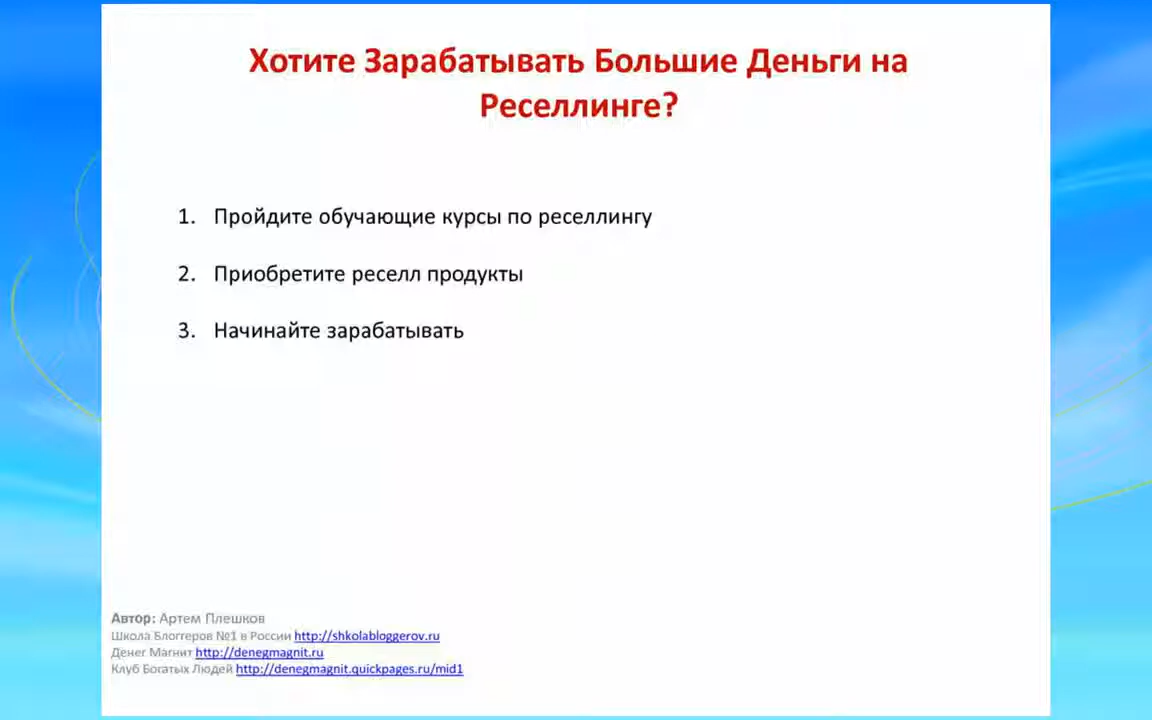 Хотите Зарабатывать Большие Деньги на
Реселлинге?
1. Пройдите обучающие курсы по реселлингу
2. Приобретите реселл продукты
3. Начинайте зарабатывать
Автор: Артем Плешков
Школа Блоггеров №1 в России http://shkolabloggerov.ru
Денег Магнит http://denegmagnit.ru
Клуб Богатых Людей http://denegmagnit.quickpages.ru/mid1